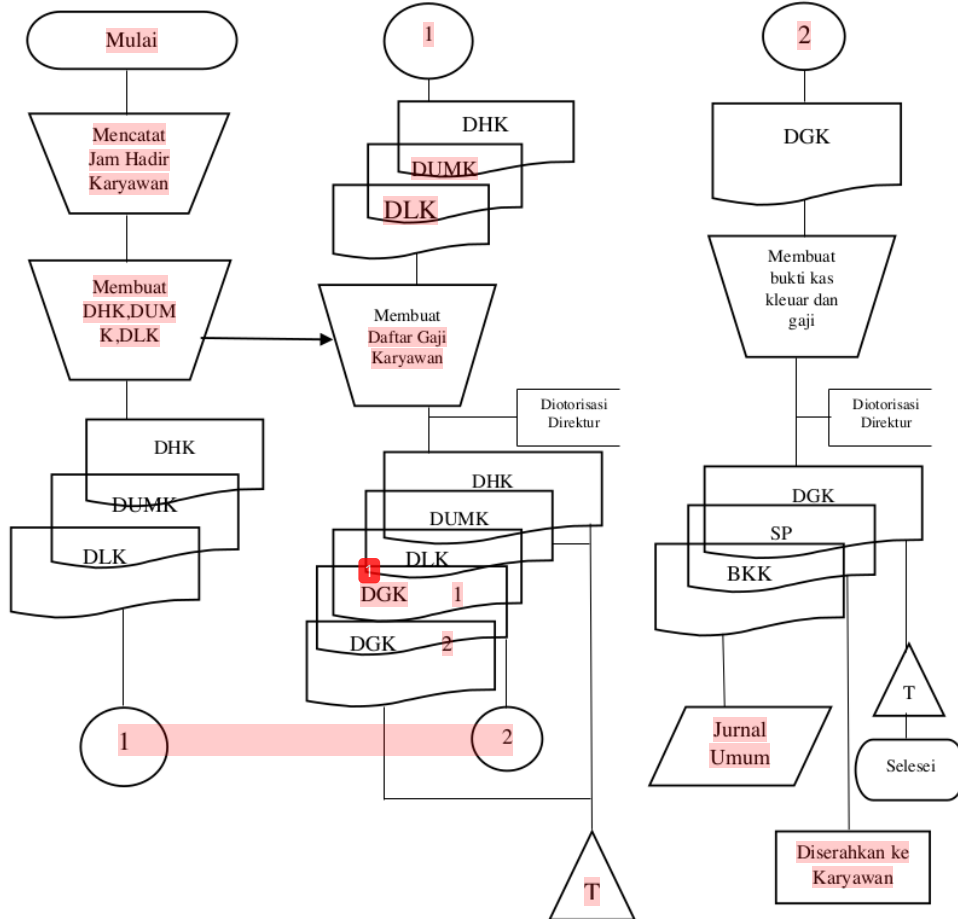 Mulai
Mencatat
Jam Hadir
Karyawan
Membuat
DHK,DUM
K,DLK
DHK
DUMK
DLK
1
1
DHK
DUMK
DLK
Membuat
Daftar Gaji
Karyawan
Diotorisasi
Direktur
DHK
DUMK
DLK
1
DGK 1
DGK 2
2
T
2
DGK
Membuat
bukti kas
kleuar dan
gaji
Diotorisasi
Direktur
DGK
SP
BKK
T
Jurnal
Umum
Selesei
Diserahkan ke
Karyawan